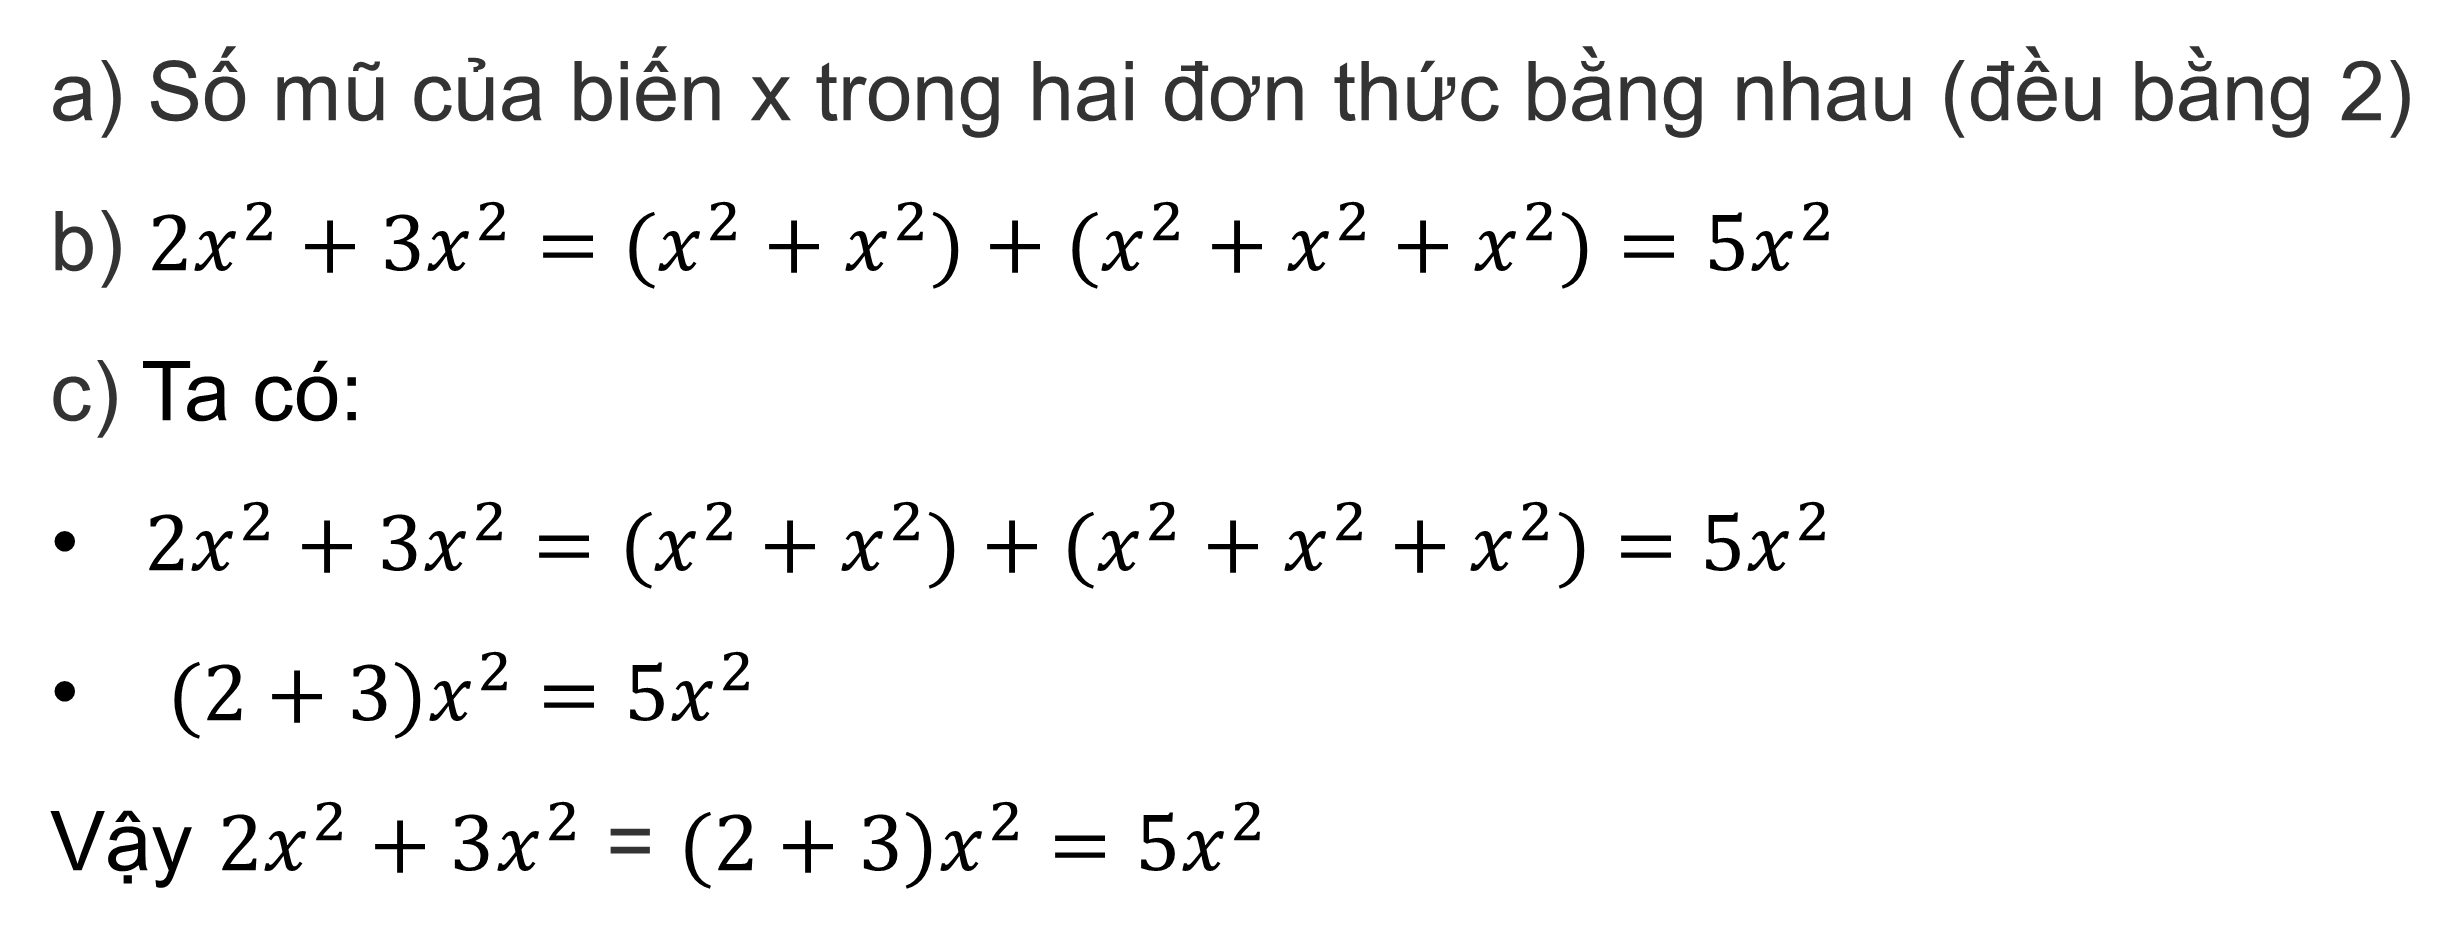 a) Số mũ của biến x trong hai đơn thức bằng nhau (đều bằng 2)
b) 2x² + 3x² = (x² + x²) + (x² + x² + x²) = 5x²
c) Ta có:
• 2x² + 3x² = (x² + x²) + (x² + x² + x²) = 5x²
• (2 + 3)x² = 5x²
Vậy 2x² + 3x² = (2 + 3)x² = 5x²